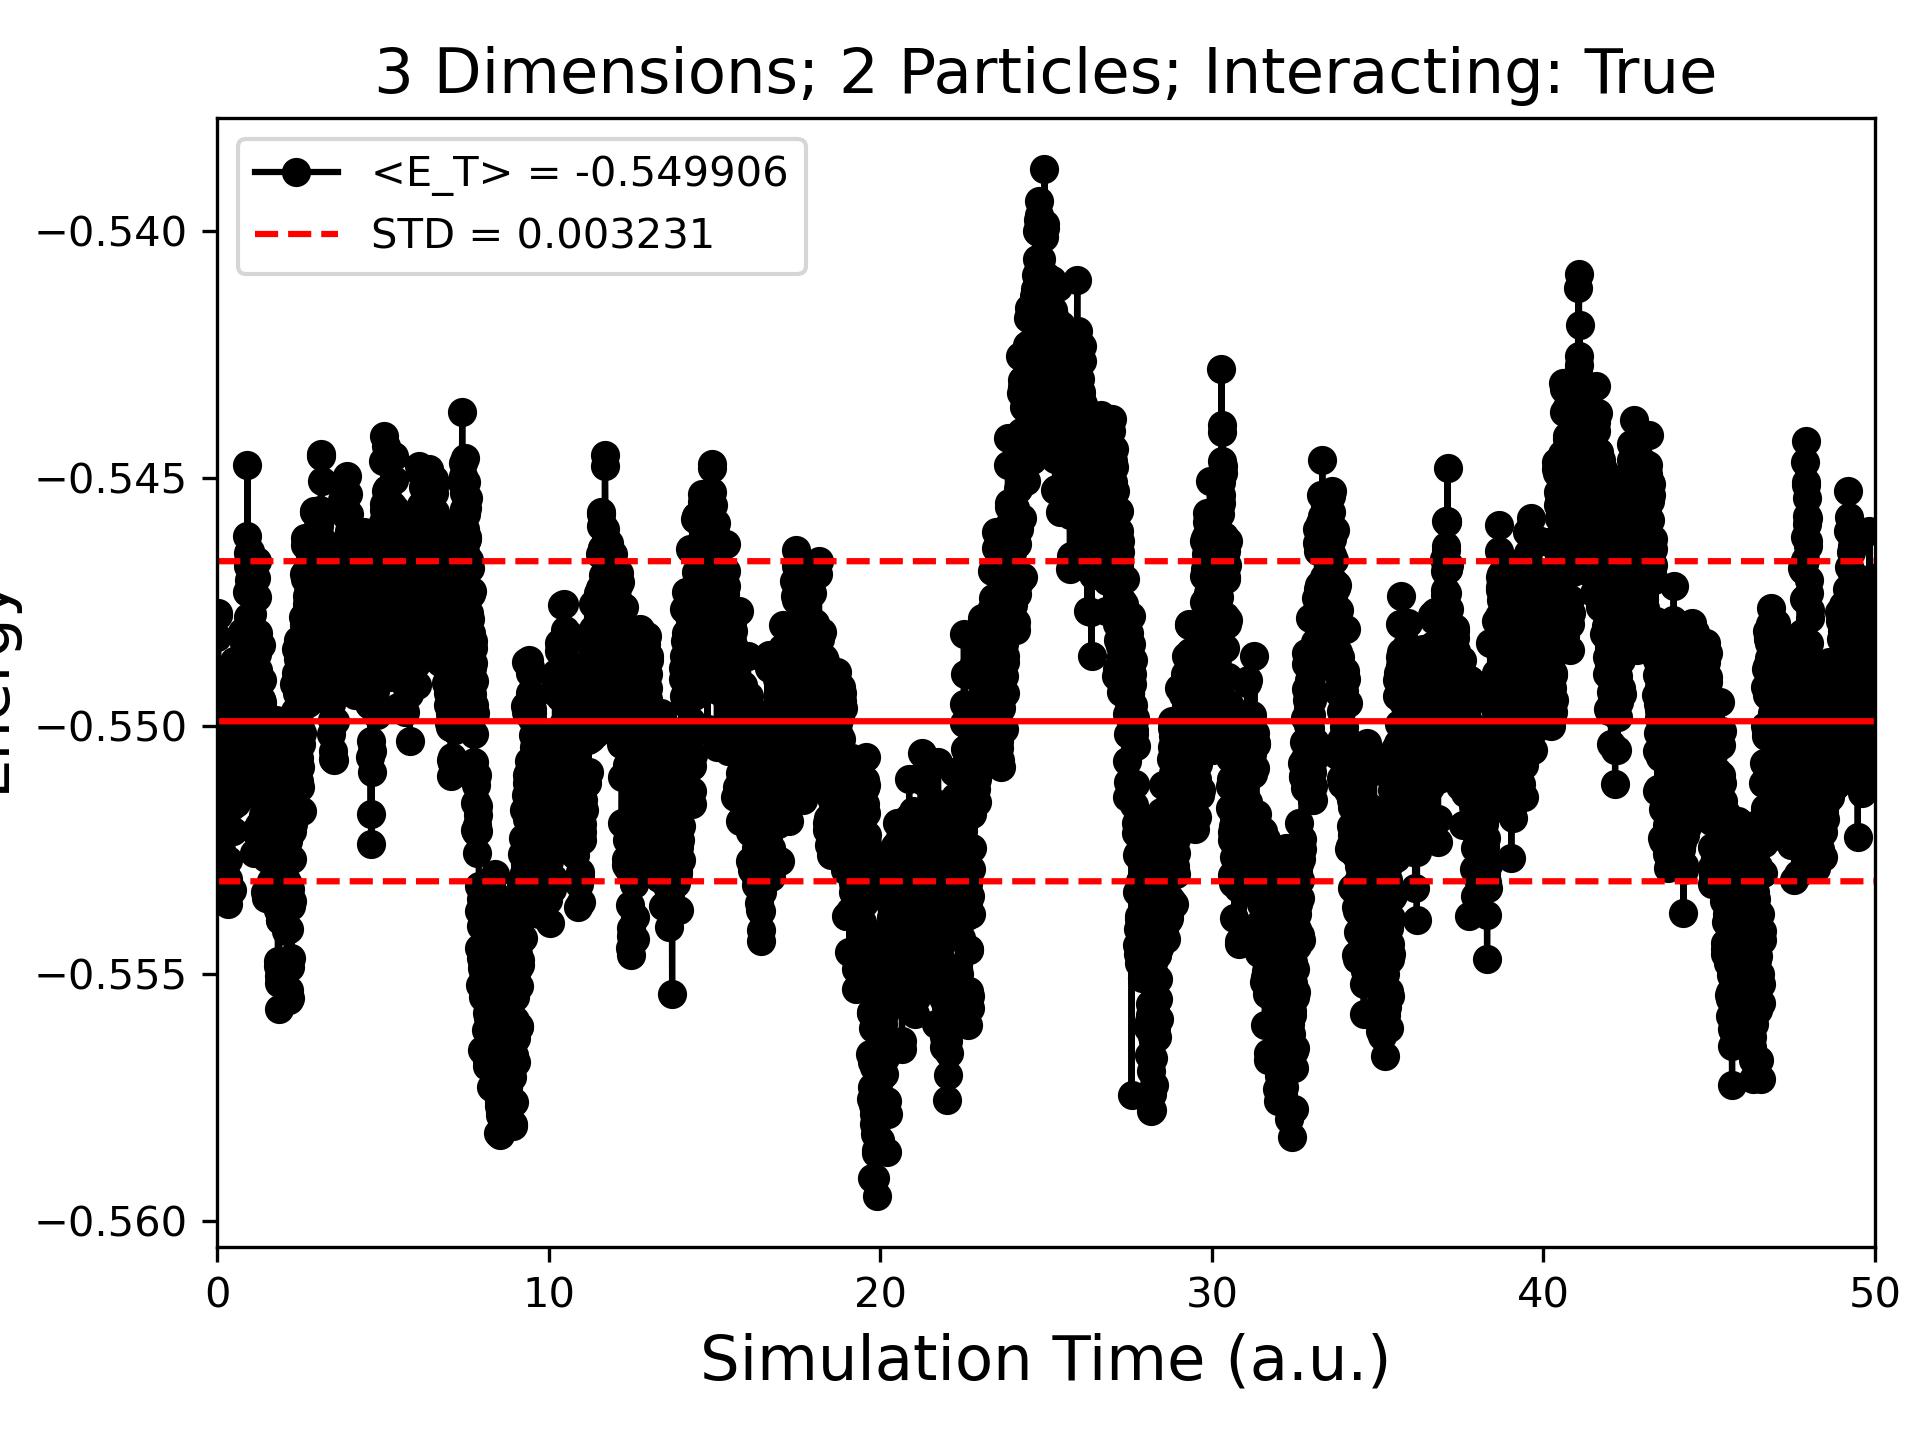 3 Dimensions; 2 Particles; Interacting: True
<E_T> = -0.549906
STD = 0.003231
Energy
−0.540
−0.545
−0.550
−0.555
−0.560
0 10 20 30 40 50
Simulation Time (a.u.)